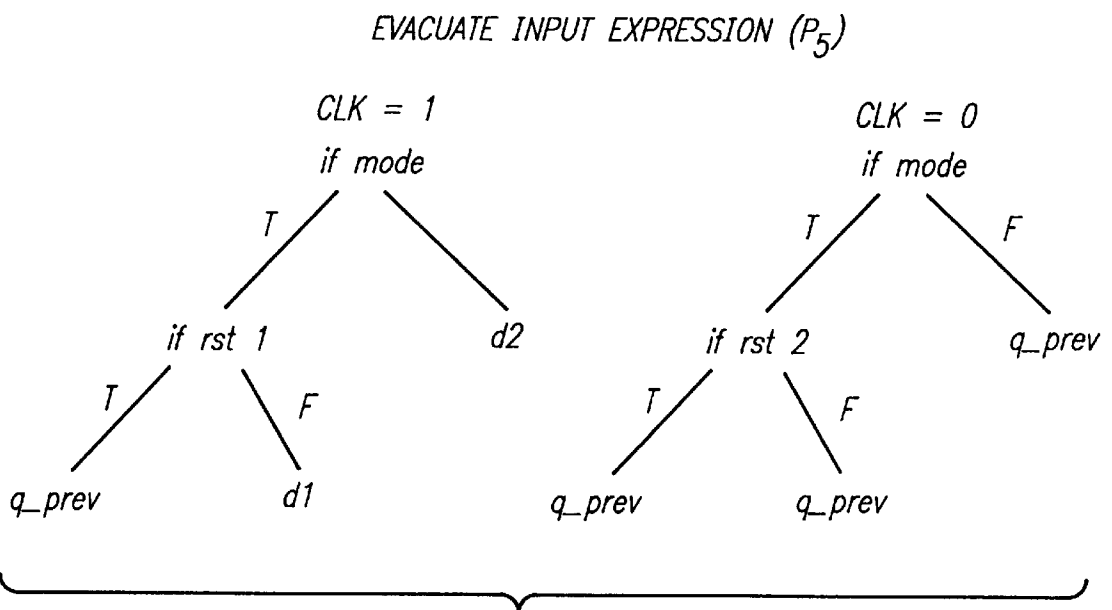 EVACUATE INPUT EXPRESSION (P5)
CLK = 1
if mode
T
if rst 1
d2
T
F
q_prev
d1
CLK = 0
if mode
T
F
if rst 2
q_prev
T
F
q_prev
q_prev